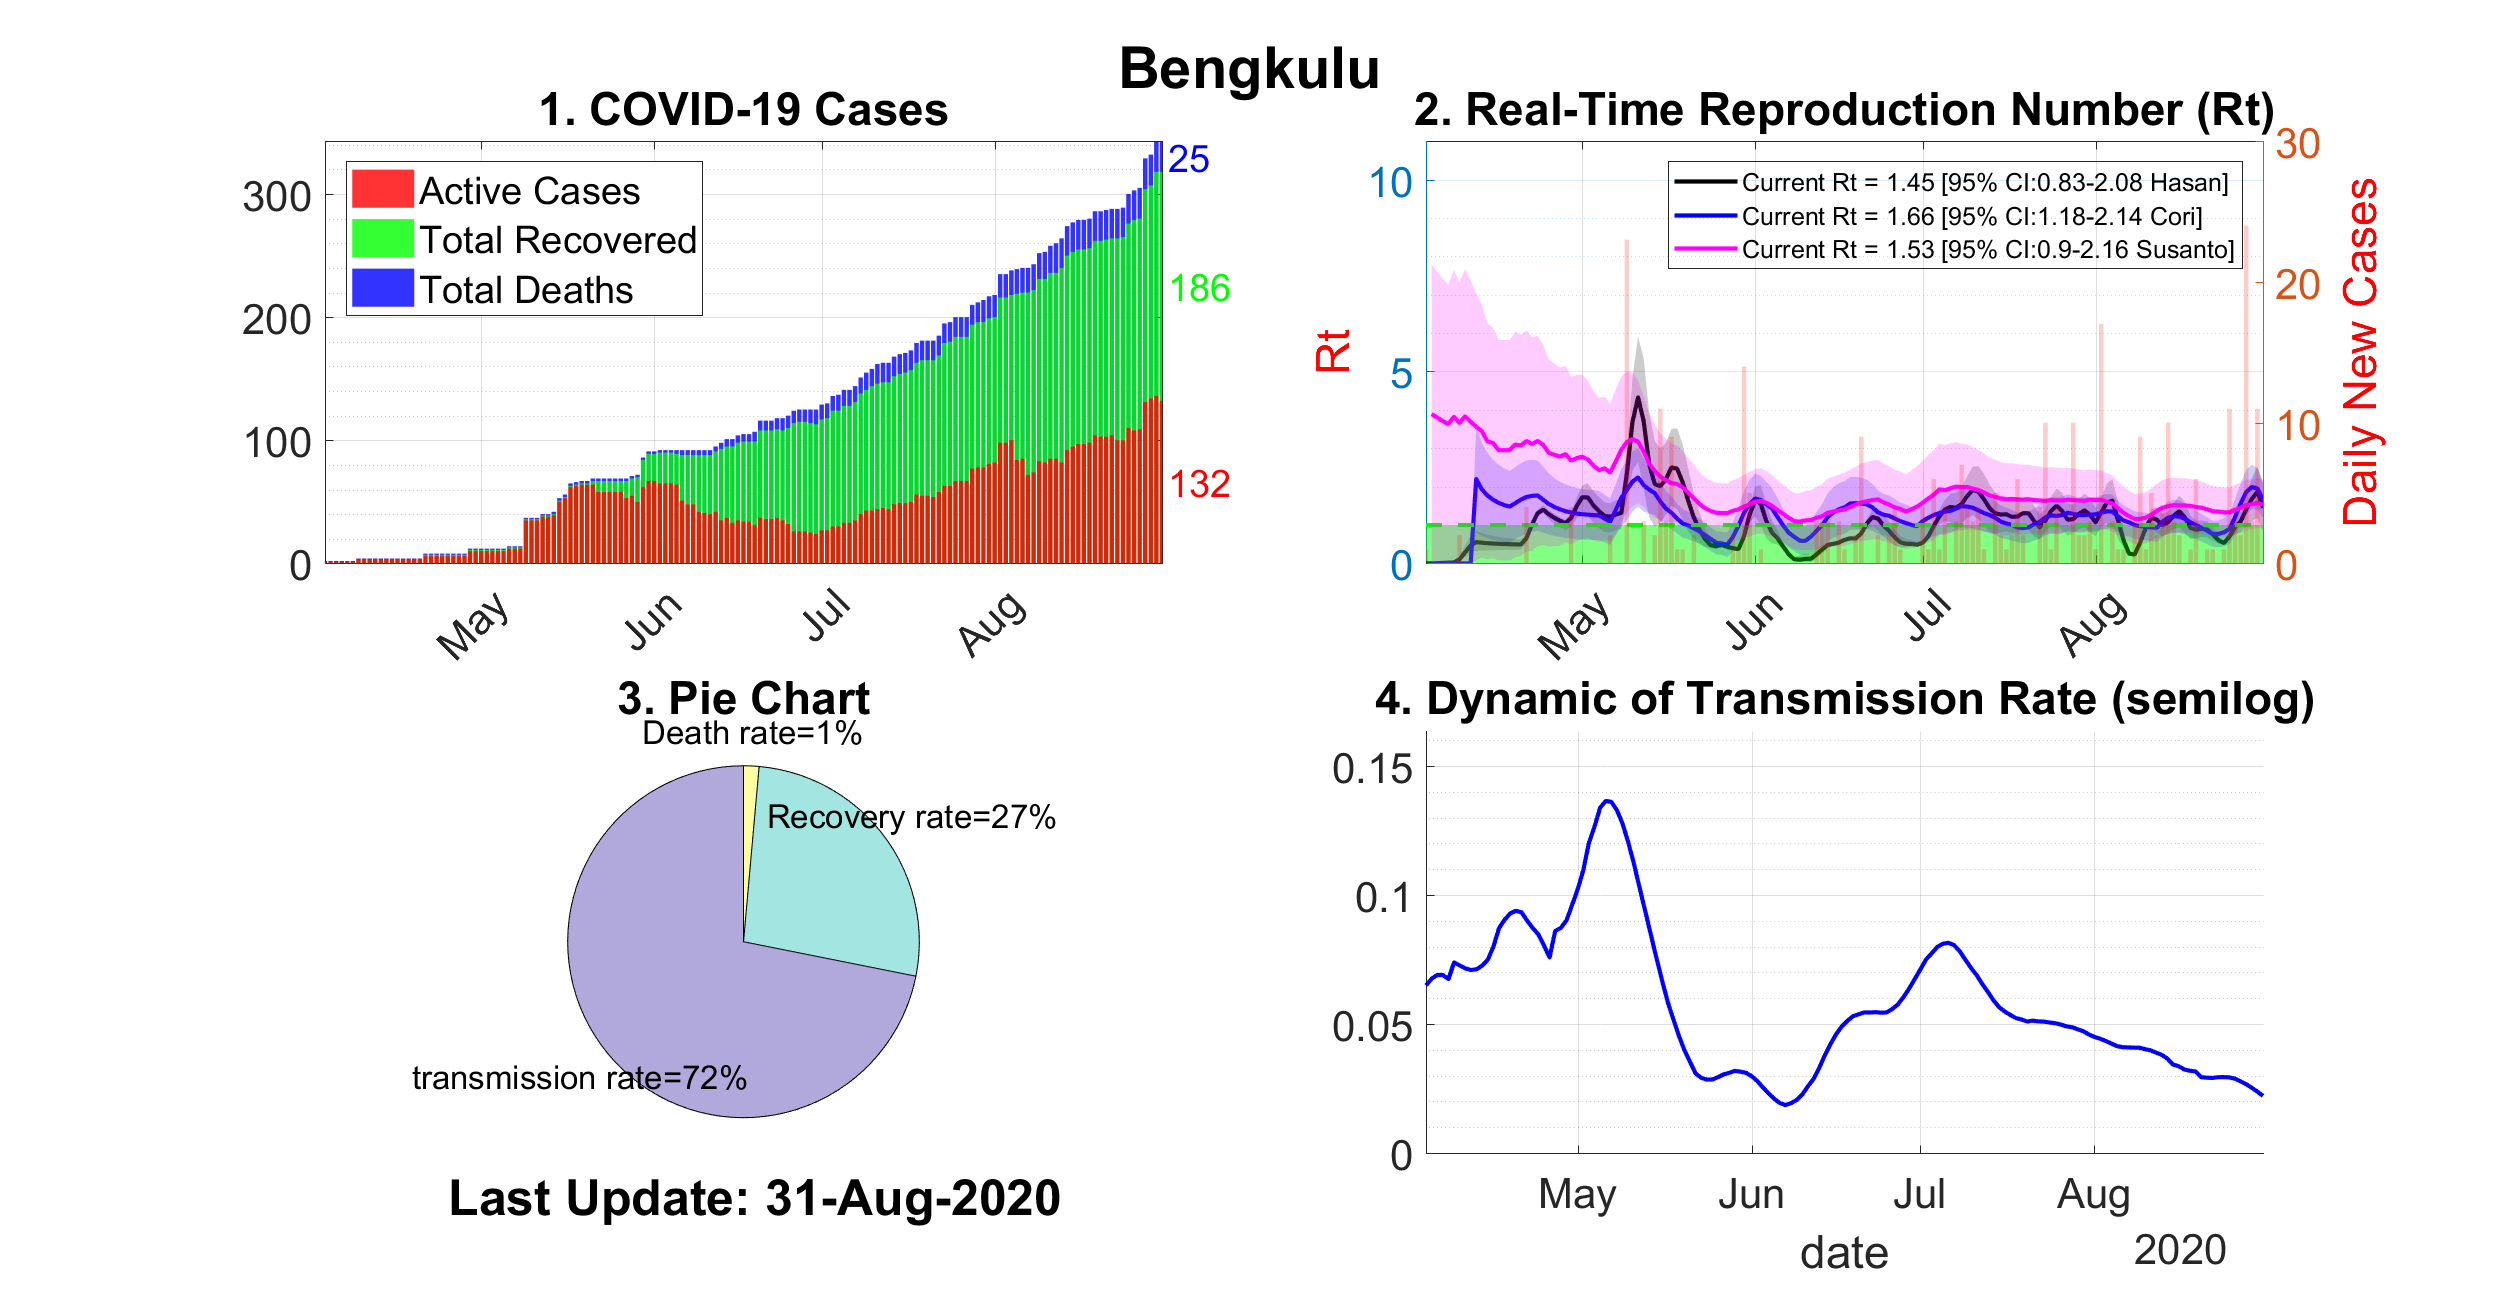 Bengkulu
1. COVID-19 Cases
300
200
100
0
Active Cases
Total Recovered
Total Deaths
25
186
132
May
Jun
Jul
Aug
2. Real-Time Reproduction Number (Rt)
Rt
10
5
0
Current Rt = 1.45 [95% CI:0.83-2.08 Hasan]
Current Rt = 1.66 [95% CI:1.18-2.14 Cori]
Current Rt = 1.53 [95% CI:0.9-2.16 Susanto]
30
20
10
0
Daily New Cases
May
Jun
Jul
Aug
3. Pie Chart
Death rate=1%
Recovery rate=27%
transmission rate=72%
Last Update: 31-Aug-2020
4. Dynamic of Transmission Rate (semilog)
0.15
0.1
0.05
0
May
Jun
Jul
Aug
date
2020